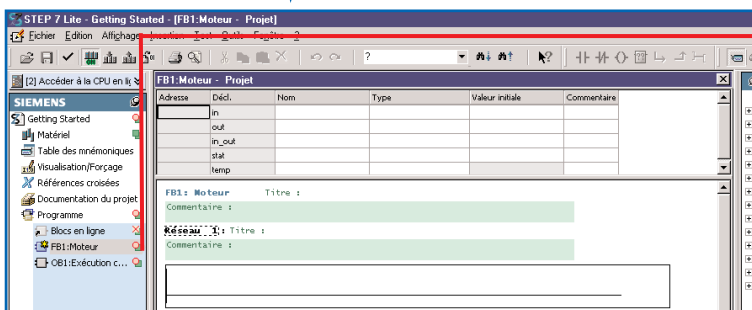 STEP 7 Lite - Getting Started - [FB1:Moteur - Projet]
Fichier Edition Affichage Insertion Test Outils Fenêtre ?
?
[2] Accéder à la CPU en lig
FB1:Moteur - Projet
SIEMENS
Getting Started
Matériel
Table des mnémoniques
Visualisation/Forçage
Références croisées
Documentation du projet
Programme
Blocs en ligne
FB1:Moteur
OB1:Exécution c...
Adresse Décl. Nom Type Valeur initiale Commentaire
in
out
in_out
stat
temp
FB1: Moteur Titre :
Commentaire :
Réseau 1: Titre :
Commentaire :